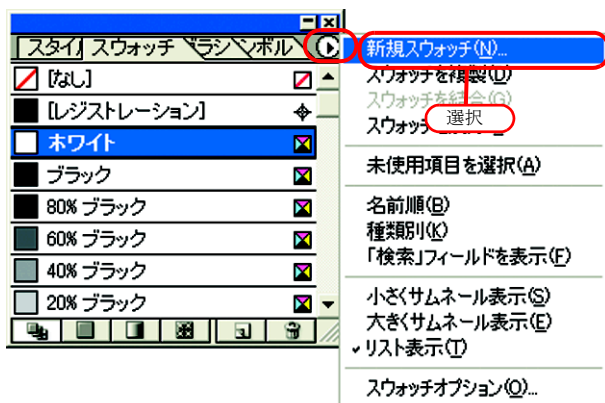 スタイ スウォッチ ラシ ンボル
[なし]
[レジストレーション]
ホワイト
ブラック
80% ブラック
60% ブラック
40% ブラック
20% ブラック
新規スウォッチ(N)...
スウォッチを複製(D)
スウォッチを結合(G)
スウォッチ
選択
未使用項目を選択(A)
名前順(B)
種類別(K)
「検索」フィールドを表示(F)
小さくサムネール表示(S)
大きくサムネール表示(E)
リスト表示(T)
スウォッチオプション(O)...